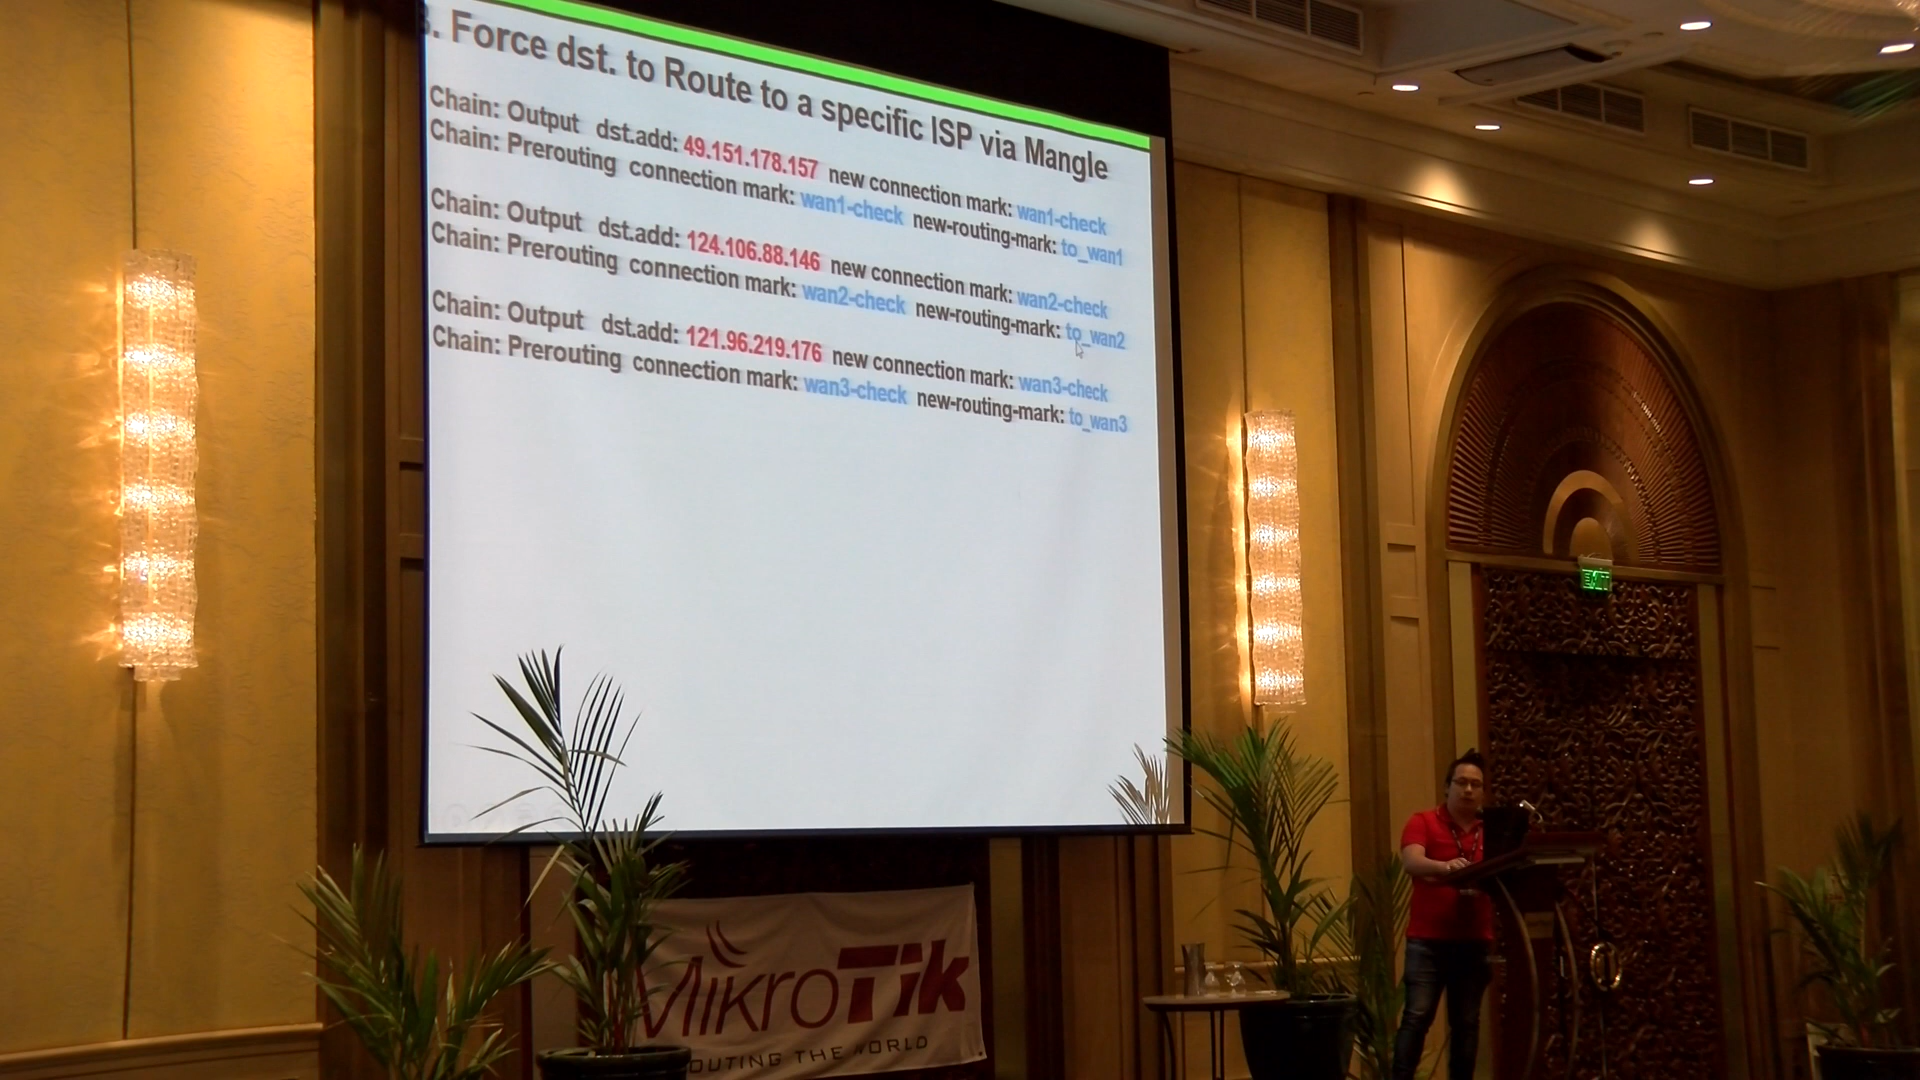 3. Force dst. to Route to a specific ISP via Mangle
Chain: Output dst.add: 49.151.178.157 new connection mark: wan1-check
Chain: Prerouting connection mark: wan1-check new-routing-mark: to_wan1
Chain: Output dst.add: 124.106.88.146 new connection mark: wan2-check
Chain: Prerouting connection mark: wan2-check new-routing-mark: to_wan2
Chain: Output dst.add: 121.96.219.176 new connection mark: wan3-check
Chain: Prerouting connection mark: wan3-check new-routing-mark: to_wan3
EXIT
MikroTik
OUTING THE WORLD